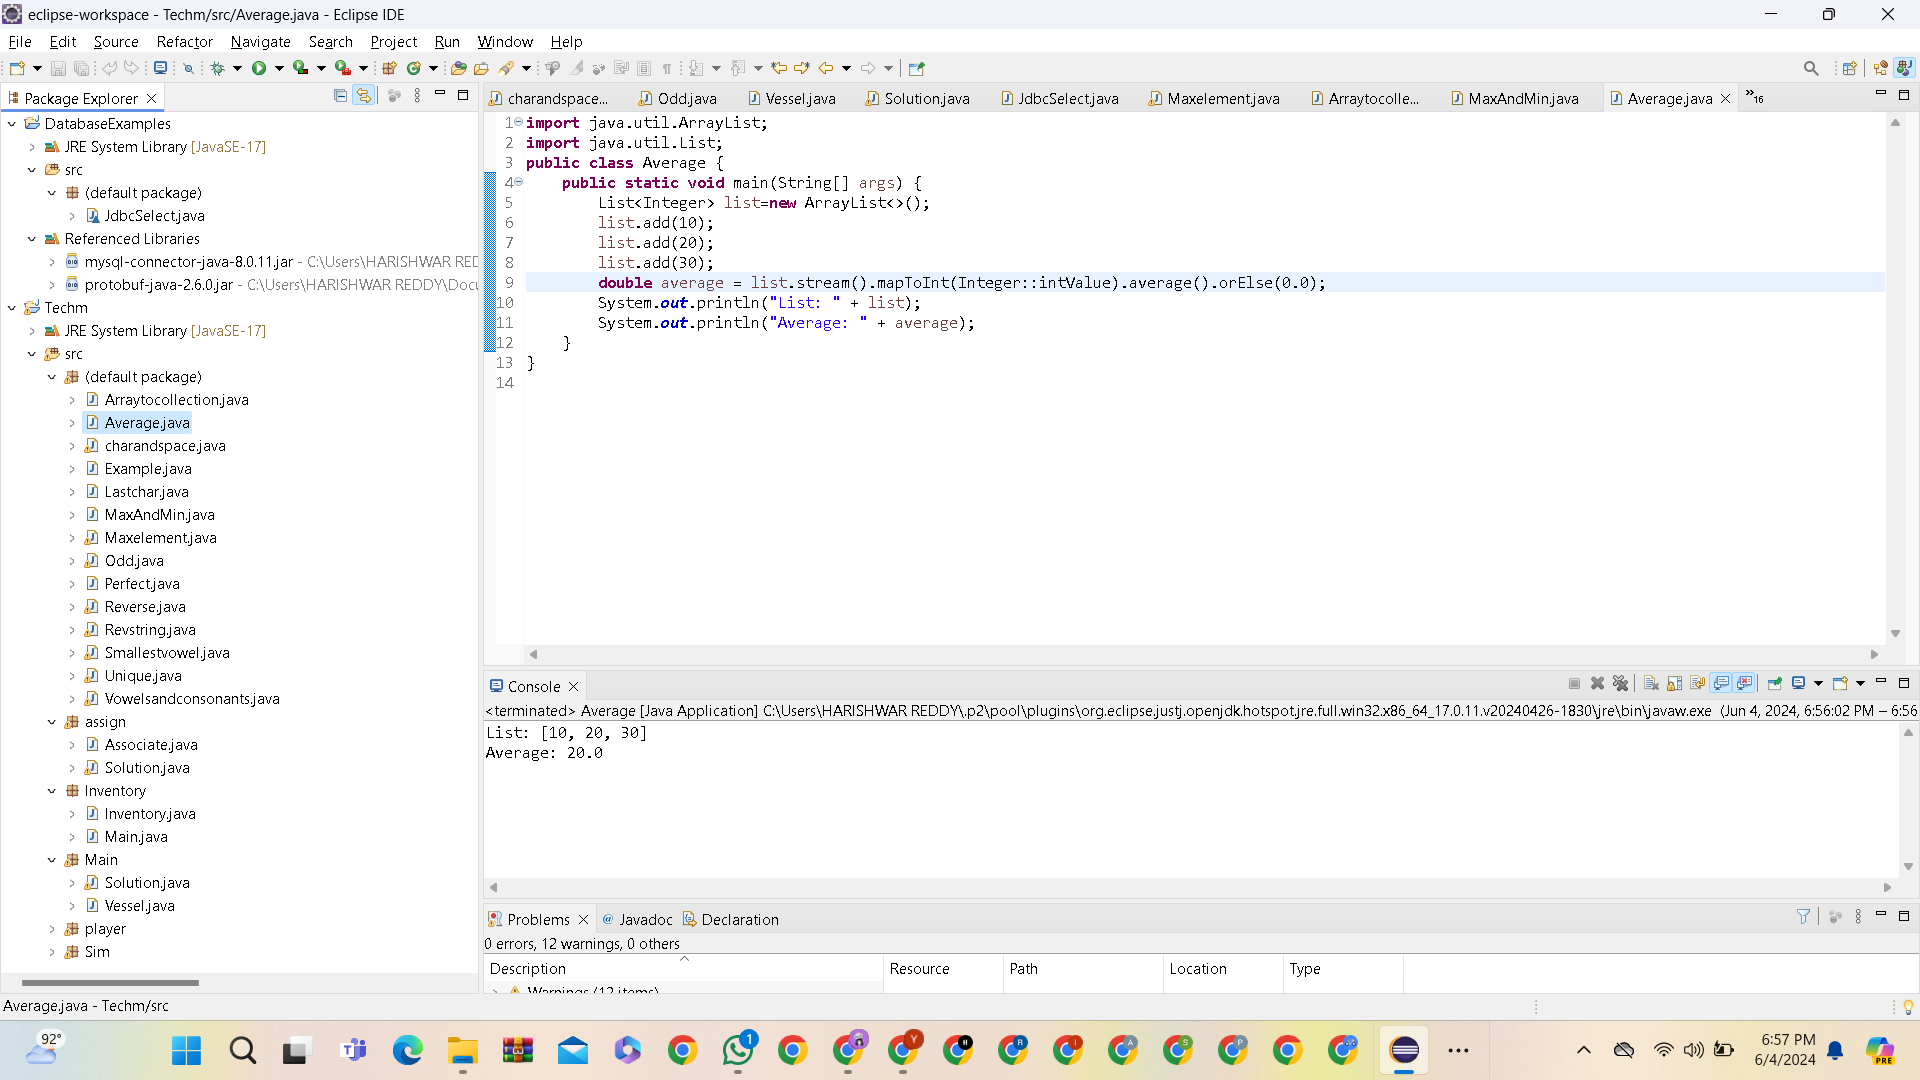 eclipse-workspace - Techm/src/Average.java - Eclipse IDE
File Edit Source Refactor Navigate Search Project Run Window Help
Package Explorer
DatabaseExamples
JRE System Library [JavaSE-17]
src
(default package)
JdbcSelect.java
Referenced Libraries
mysql-connector-java-8.0.11.jar - C:\Users\HARISHWAR RED
protobuf-java-2.6.0.jar - C:\Users\HARISHWAR REDDY\Docu
Techm
JRE System Library [JavaSE-17]
src
(default package)
Arraytocollection.java
Average.java
charandspace.java
Example.java
Lastchar.java
MaxAndMin.java
Maxelement.java
Odd.java
Perfect.java
Reverse.java
Revstring.java
Smallestvowel.java
Unique.java
Vowelsandconsonants.java
assign
Associate.java
Solution.java
Inventory
Inventory.java
Main.java
Main
Solution.java
Vessel.java
player
Sim
charandspace... Odd.java Vessel.java Solution.java JdbcSelect.java Maxelement.java Arraytocolle... MaxAndMin.java Average.java »16
1 import java.util.ArrayList;
2 import java.util.List;
3 public class Average {
4 public static void main(String[] args) {
5 List<Integer> list=new ArrayList<>();
6 list.add(10);
7 list.add(20);
8 list.add(30);
9 double average = list.stream().mapToInt(Integer::intValue).average().orElse(0.0);
10 System.out.println("List: " + list);
11 System.out.println("Average: " + average);
12 }
13 }
14
Console
<terminated> Average [Java Application] C:\Users\HARISHWAR REDDY\.p2\pool\plugins\org.eclipse.justj.openjdk.hotspot.jre.full.win32.x86_64_17.0.11.v20240426-1830\jre\bin\javaw.exe (Jun 4, 2024, 6:56:02 PM – 6:56
List: [10, 20, 30]
Average: 20.0
Problems Javadoc Declaration
0 errors, 12 warnings, 0 others
Description Resource Path Location Type
Warnings (12 items)
Average.java - Techm/src
92°
1
Y
H
R
I
A
S
P
6:57 PM
6/4/2024
PRE